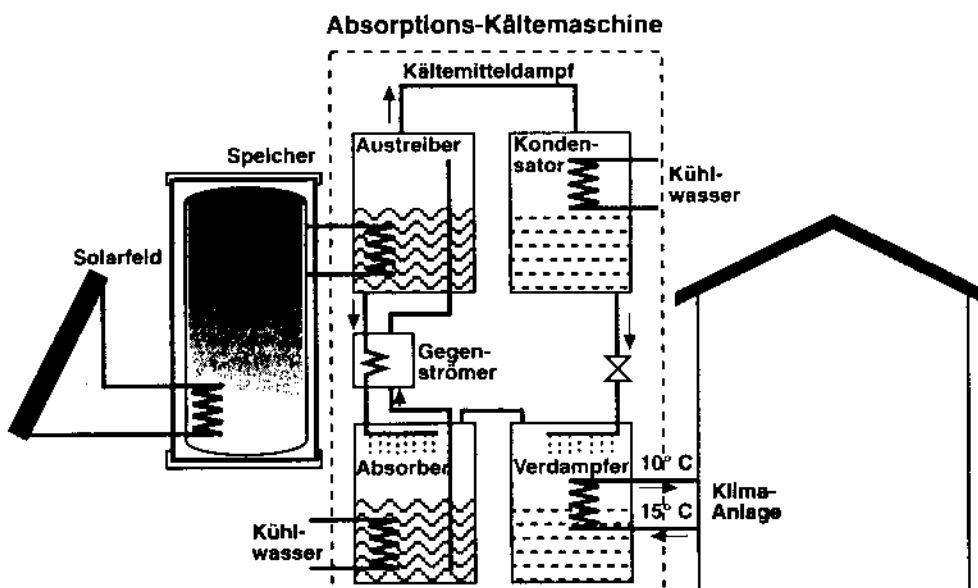 Absorptions-Kältemaschine
Kältemitteldampf
Austreiber
Konden-
sator
Speicher
Kühl-
wasser
Solarfeld
Gegen-
strömer
Absorber
Verdampfer
10° C
15° C
Klima-
Anlage
Kühl-
wasser